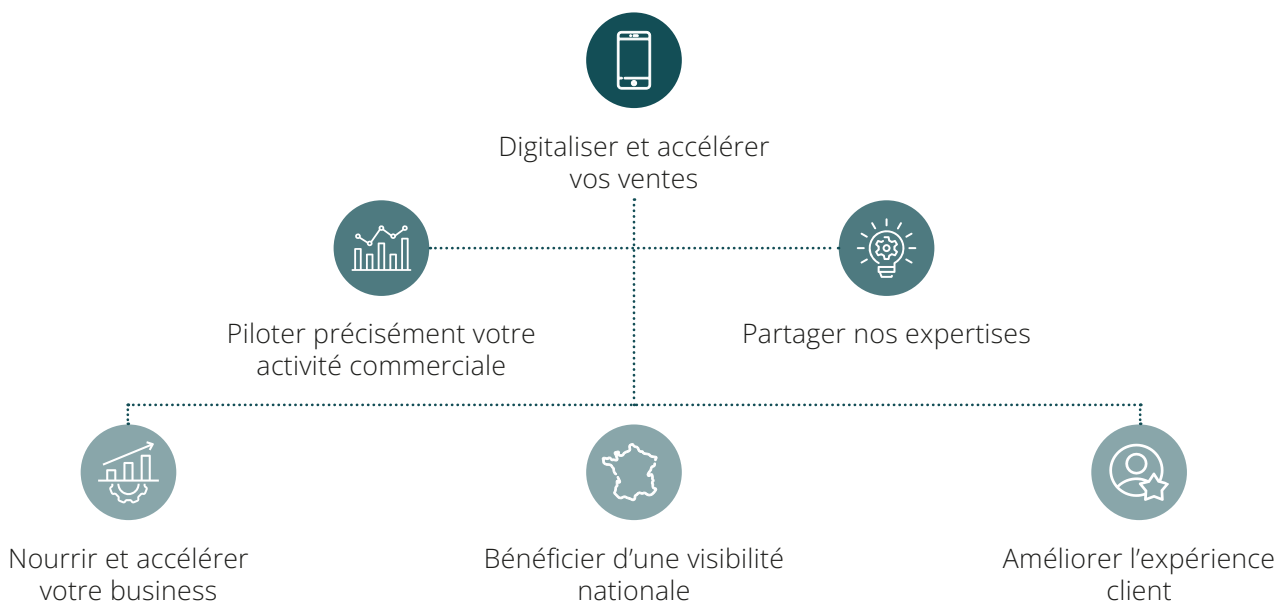 Digitaliser et accélérer
vos ventes
Piloter précisément votre
activité commerciale
Partager nos expertises
Nourrir et accélérer
votre business
Bénéficier d’une visibilité
nationale
Améliorer l’expérience
client